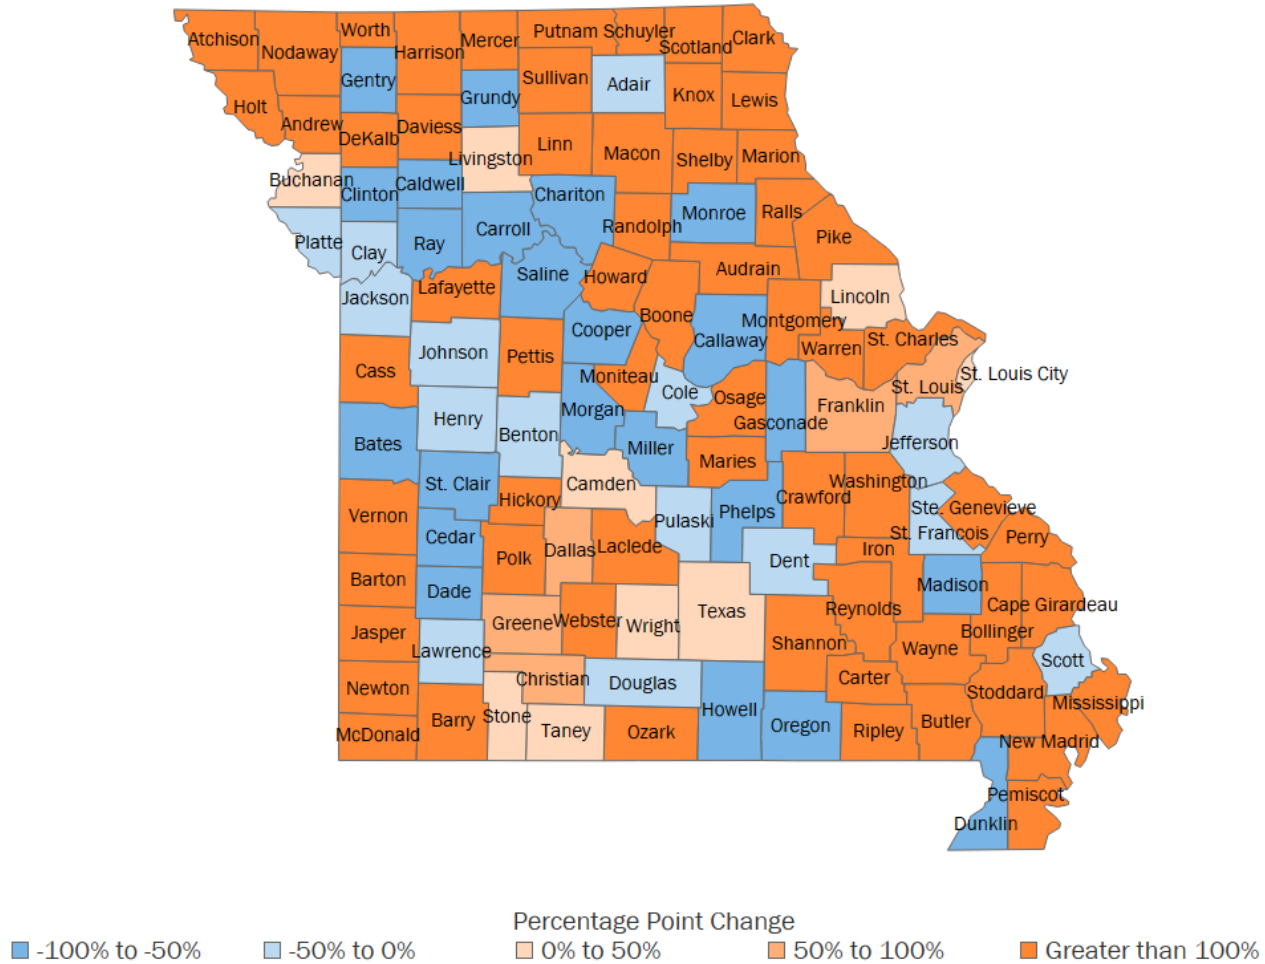 Atchison
Nodaway
Worth
Harrison
Mercer
Putnam
Schuyler
Scotland
Clark
Gentry
Grundy
Sullivan
Adair
Knox
Lewis
Holt
Andrew
DeKalb
Daviess
Livingston
Linn
Macon
Shelby
Marion
Buchanan
Clinton
Caldwell
Chariton
Randolph
Monroe
Ralls
Pike
Platte
Clay
Ray
Carroll
Saline
Howard
Audrain
Lincoln
Jackson
Lafayette
Boone
Callaway
Montgomery
Warren
St. Charles
St. Louis City
St. Louis
Cass
Johnson
Pettis
Cooper
Moniteau
Cole
Osage
Gasconade
Franklin
Jefferson
Bates
Henry
Benton
Morgan
Miller
Maries
Camden
Crawford
Washington
St. Clair
Hickory
Pulaski
Phelps
Ste. Genevieve
St. Francois
Perry
Vernon
Cedar
Polk
Dallas
Laclede
Dent
Iron
Barton
Dade
Madison
Cape Girardeau
Bollinger
Jasper
Greene
Webster
Wright
Texas
Reynolds
Shannon
Wayne
Lawrence
Scott
Newton
Christian
Douglas
Carter
Stoddard
Mississippi
McDonald
Barry
Stone
Taney
Ozark
Howell
Oregon
Ripley
Butler
New Madrid
Pemiscot
Dunklin
Percentage Point Change
-100% to -50%
-50% to 0%
0% to 50%
50% to 100%
Greater than 100%